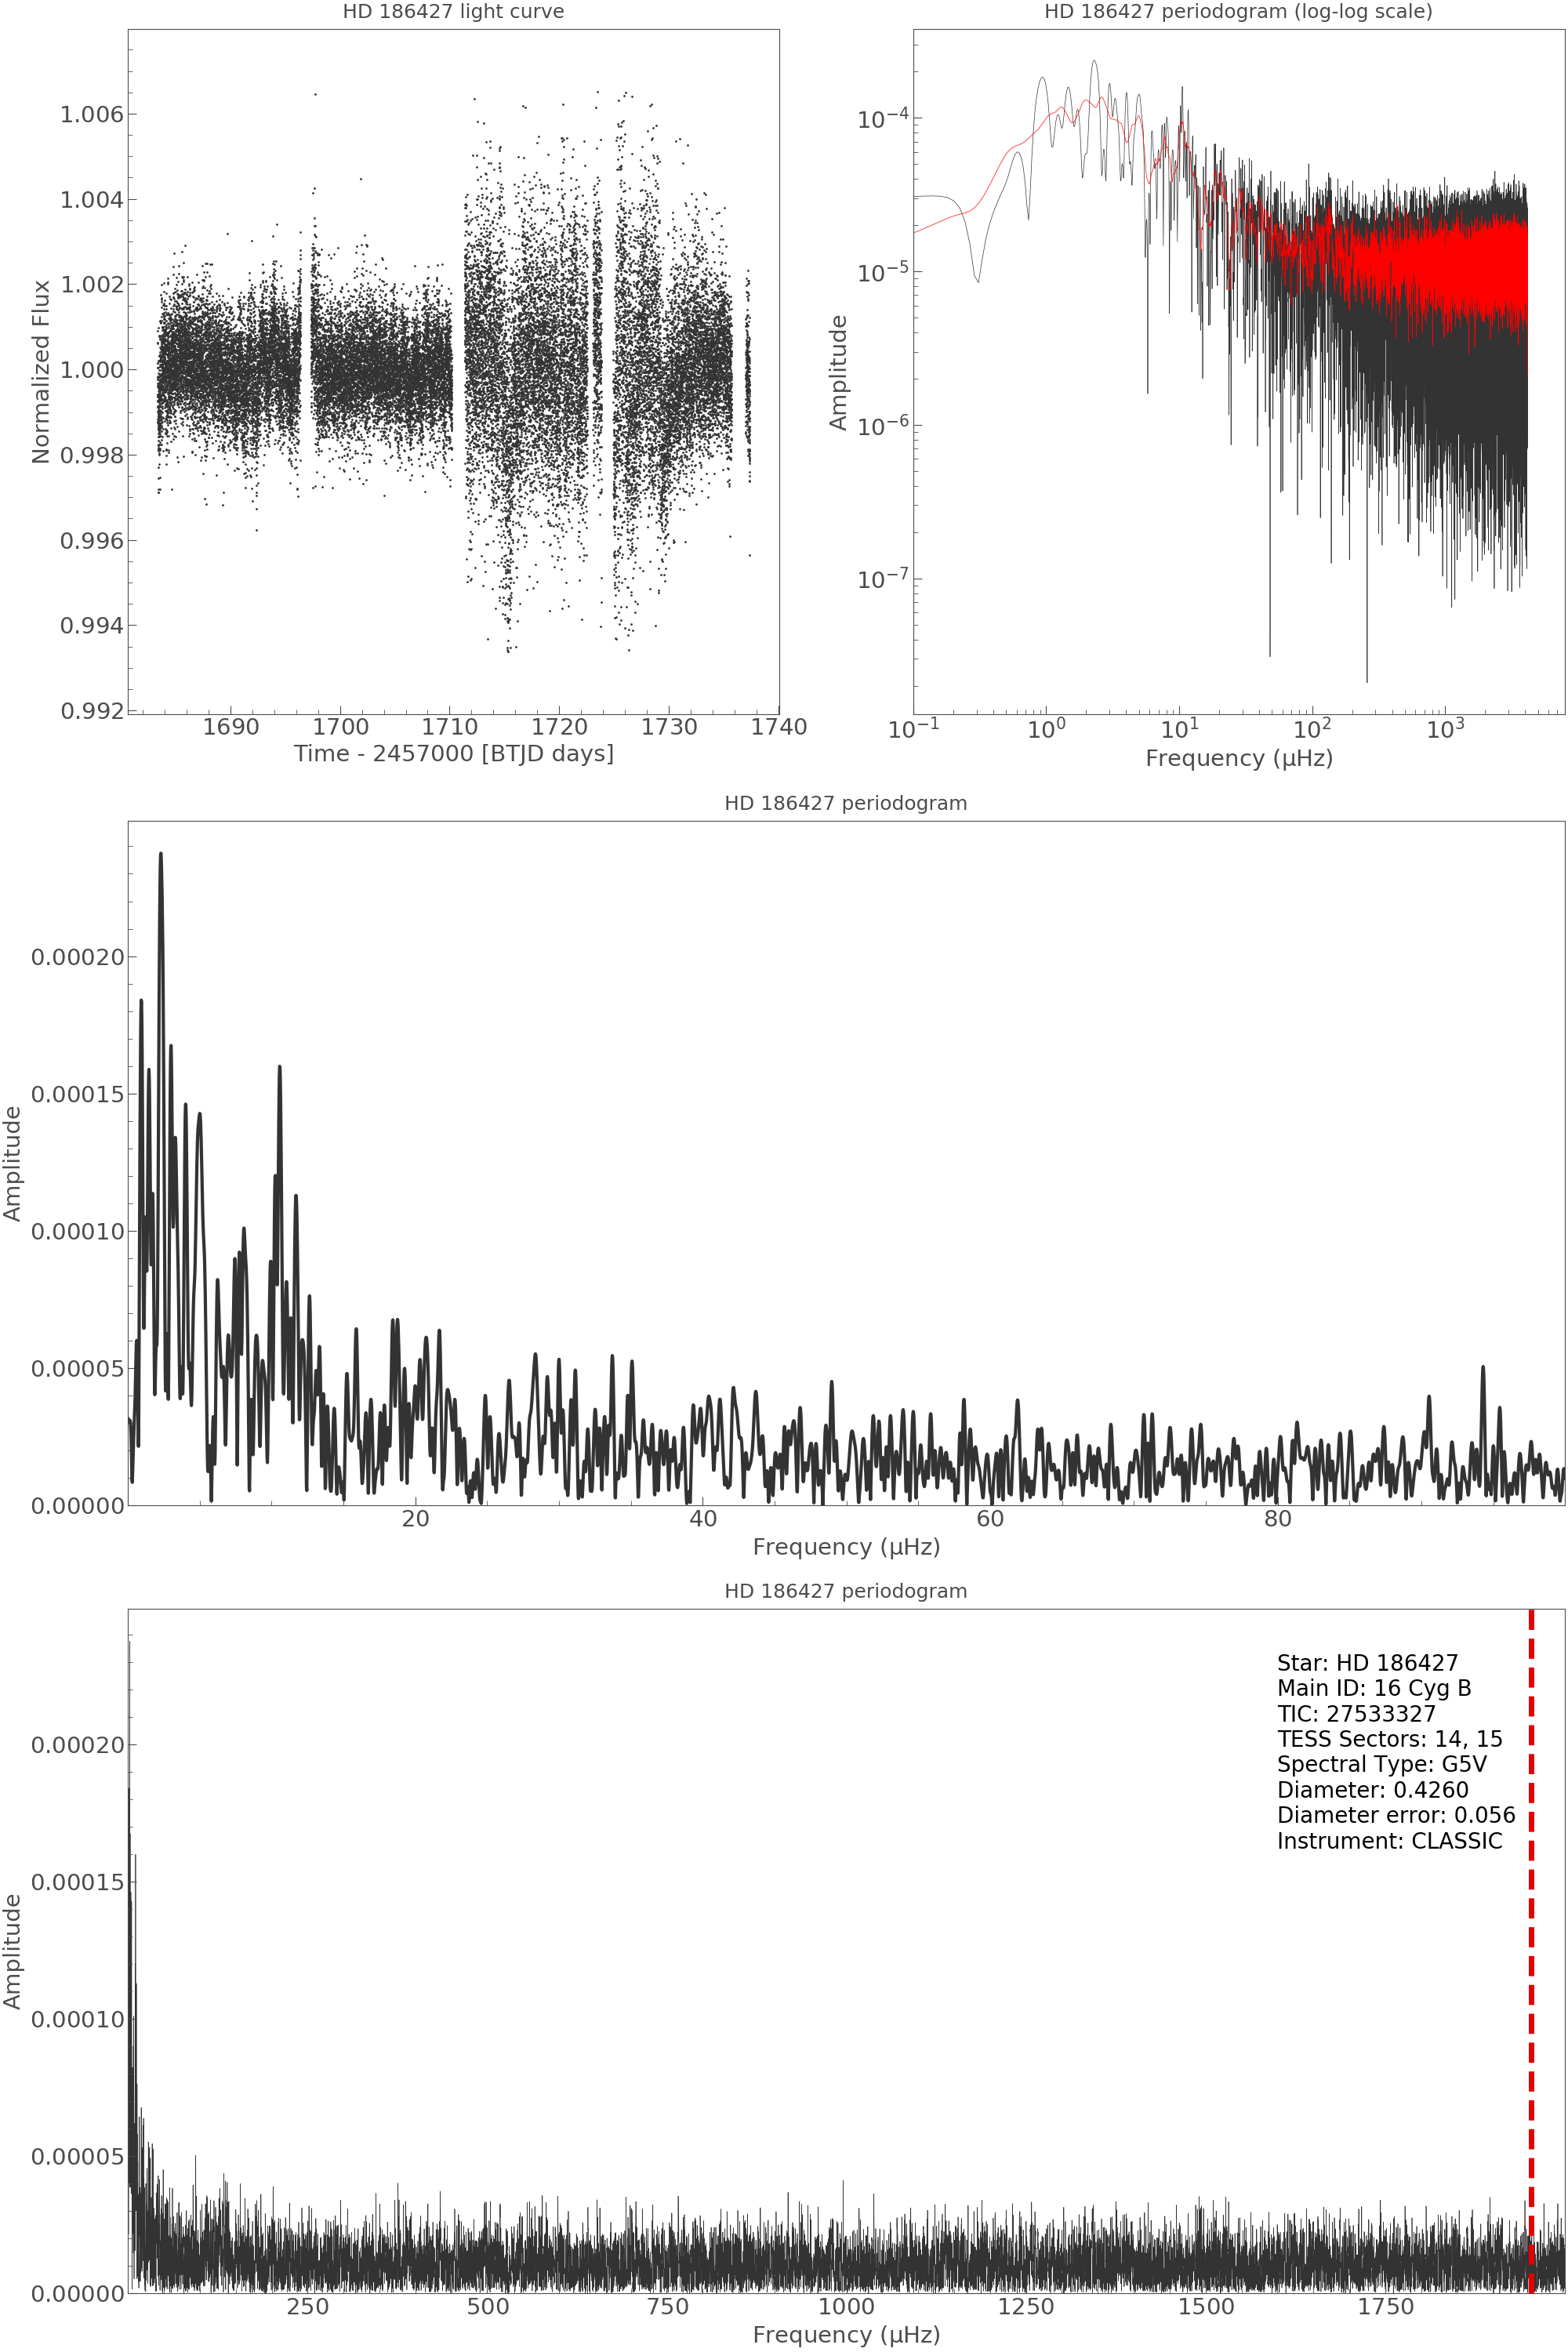 HD 186427 light curve
1.006
1.004
1.002
1.000
0.998
0.996
0.994
0.992
Normalized Flux
1690 1700 1710 1720 1730 1740
Time - 2457000 [BTJD days]
HD 186427 periodogram (log-log scale)
10⁻⁴
10⁻⁵
10⁻⁶
10⁻⁷
Amplitude
10⁻¹ 10⁰ 10¹ 10² 10³
Frequency (μHz)
HD 186427 periodogram
0.00020
0.00015
0.00010
0.00005
0.00000
Amplitude
20 40 60 80
Frequency (μHz)
HD 186427 periodogram
0.00020
0.00015
0.00010
0.00005
0.00000
Amplitude
Star: HD 186427
Main ID: 16 Cyg B
TIC: 27533327
TESS Sectors: 14, 15
Spectral Type: G5V
Diameter: 0.4260
Diameter error: 0.056
Instrument: CLASSIC
250 500 750 1000 1250 1500 1750
Frequency (μHz)